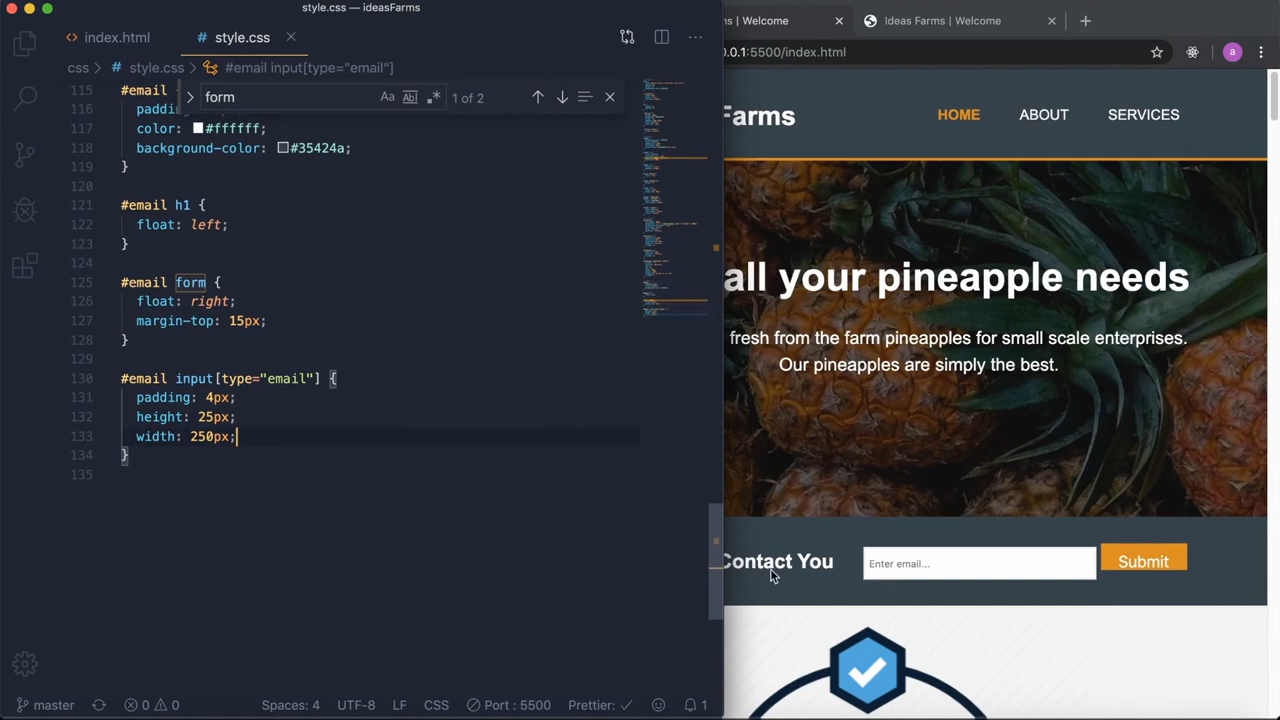 style.css — ideasFarms
index.html
style.css
css
style.css
#email input[type="email"]
form
1 of 2
115
#email
116
117
color: #ffffff;
118
background-color: #35424a;
119
}
120
121
#email h1 {
122
float: left;
123
}
124
125
#email form {
126
float: right;
127
margin-top: 15px;
128
}
129
130
#email input[type="email"] {
131
padding: 4px;
132
height: 25px;
133
width: 250px;
134
}
135
master
0
0
Spaces: 4
UTF-8
LF
CSS
Port : 5500
Prettier:
1
ns | Welcome
Ideas Farms | Welcome
0.0.1:5500/index.html
a
Farms
HOME
ABOUT
SERVICES
all your pineapple needs
fresh from the farm pineapples for small scale enterprises.
Our pineapples are simply the best.
Contact You
Enter email...
Submit